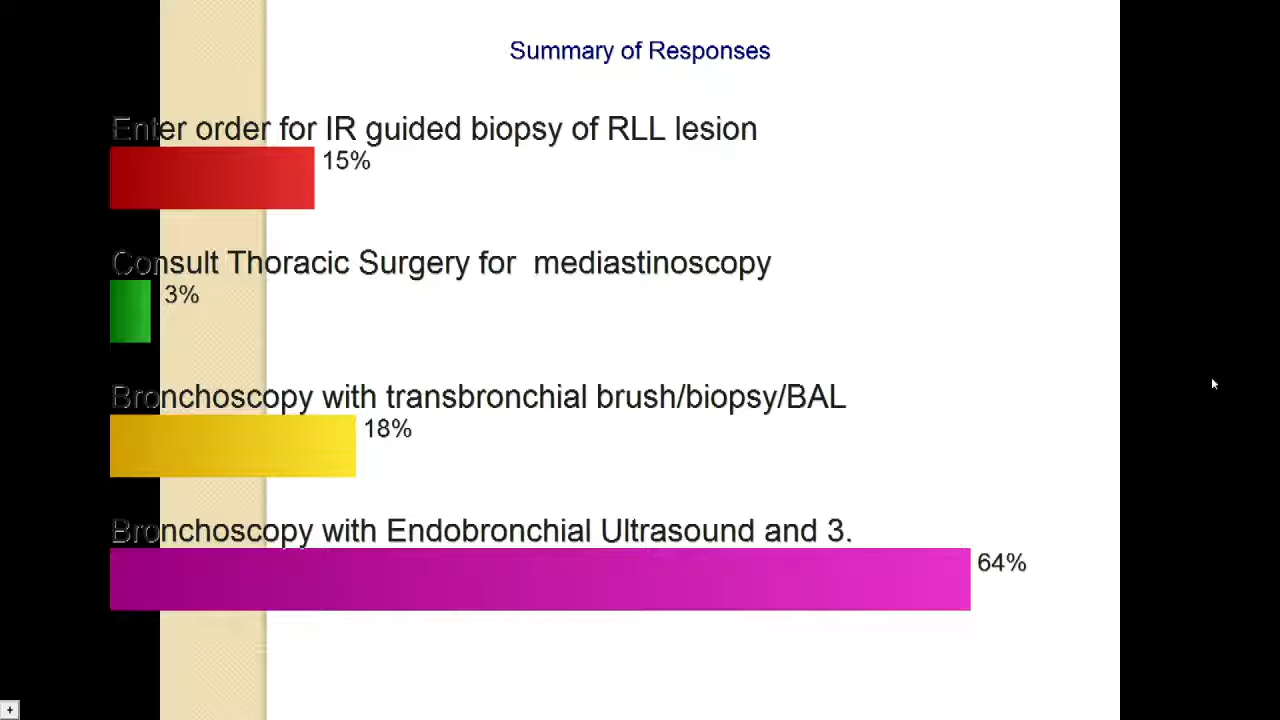 Summary of Responses
Enter order for IR guided biopsy of RLL lesion
15%
Consult Thoracic Surgery for  mediastinoscopy
3%
Bronchoscopy with transbronchial brush/biopsy/BAL
18%
Bronchoscopy with Endobronchial Ultrasound and 3.
64%
+